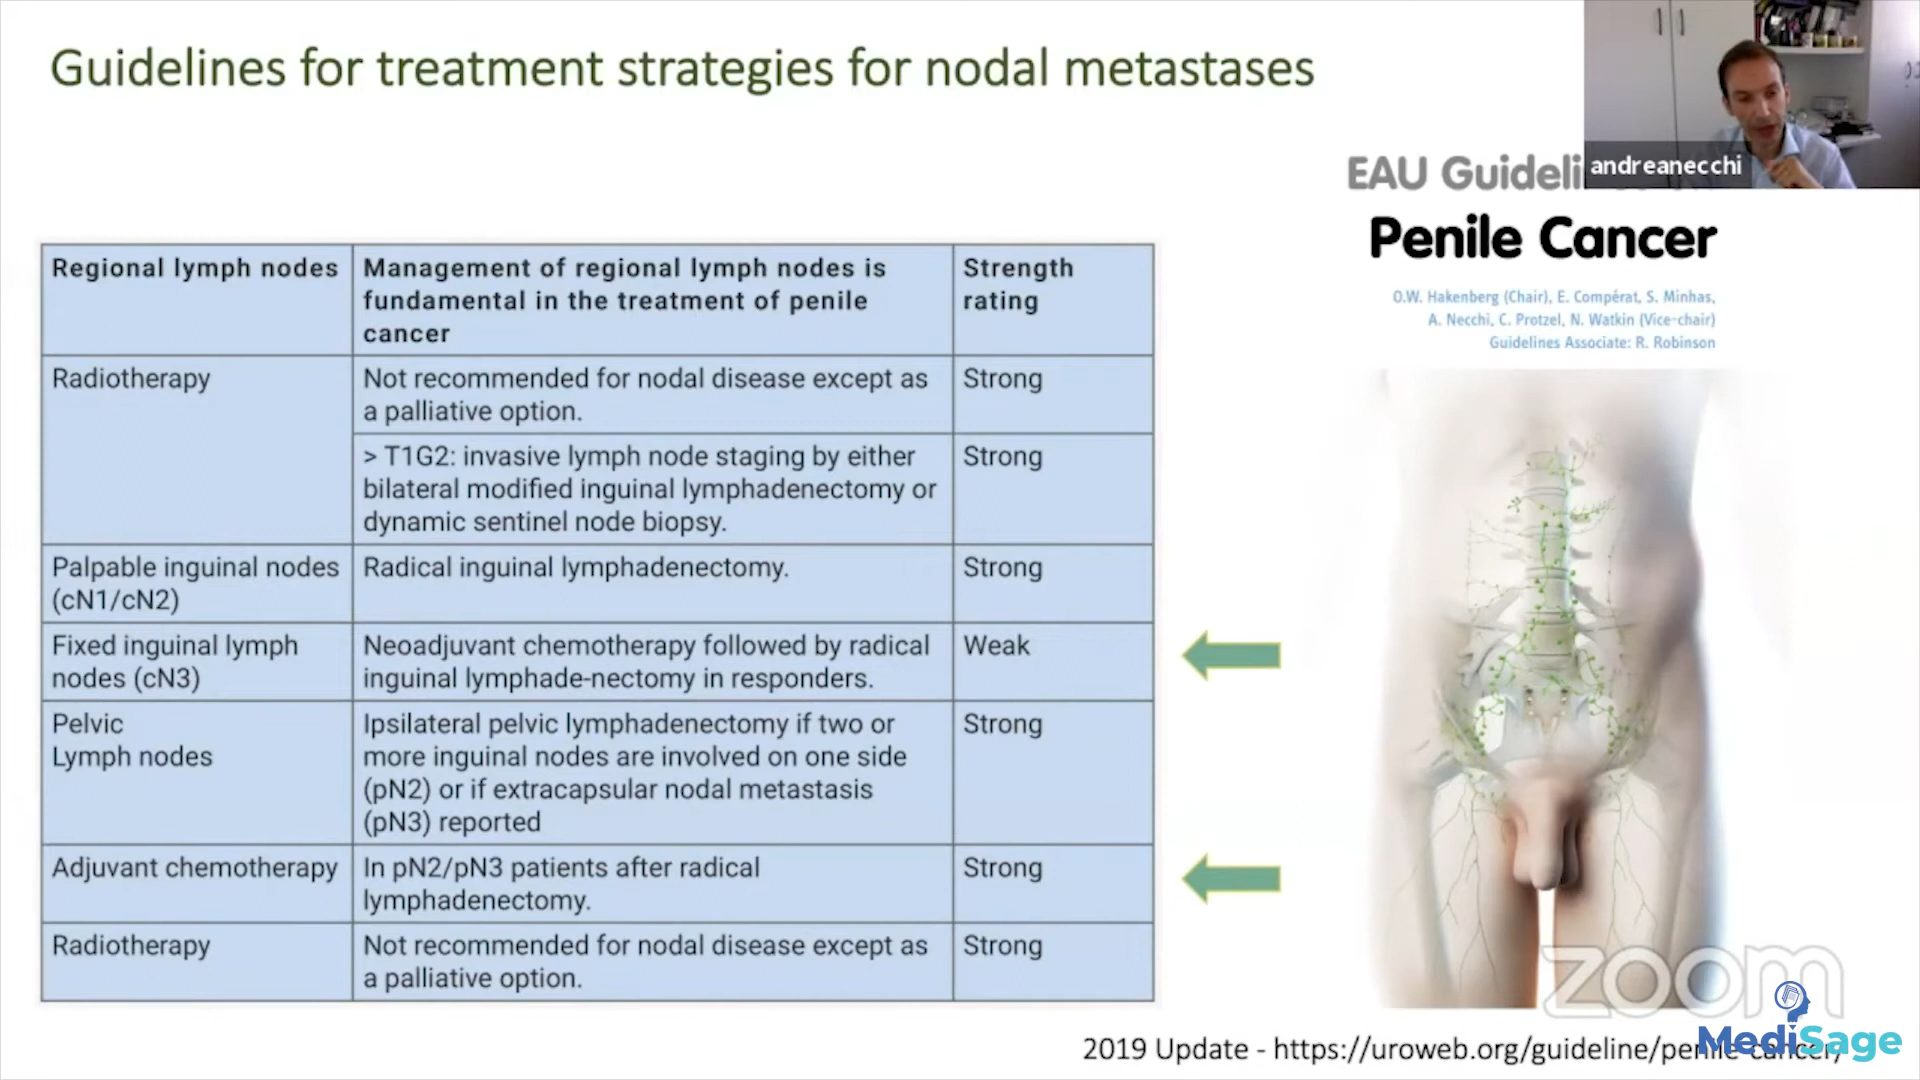 Guidelines for treatment strategies for nodal metastases
andreanecchi
EAU Guideli
Penile Cancer
O.W. Hakenberg (Chair), E. Compérat, S. Minhas,
A. Necchi, C. Protzel, N. Watkin (Vice-chair)
Guidelines Associate: R. Robinson
Regional lymph nodes
Management of regional lymph nodes is
fundamental in the treatment of penile
cancer
Strength
rating
Radiotherapy
Not recommended for nodal disease except as
a palliative option.
Strong
> T1G2: invasive lymph node staging by either
bilateral modified inguinal lymphadenectomy or
dynamic sentinel node biopsy.
Strong
Palpable inguinal nodes
(cN1/cN2)
Radical inguinal lymphadenectomy.
Strong
Fixed inguinal lymph
nodes (cN3)
Neoadjuvant chemotherapy followed by radical
inguinal lymphade-nectomy in responders.
Weak
Pelvic
Lymph nodes
Ipsilateral pelvic lymphadenectomy if two or
more inguinal nodes are involved on one side
(pN2) or if extracapsular nodal metastasis
(pN3) reported
Strong
Adjuvant chemotherapy
In pN2/pN3 patients after radical
lymphadenectomy.
Strong
Radiotherapy
Not recommended for nodal disease except as
a palliative option.
Strong
zoom
MediSage
2019 Update - https://uroweb.org/guideline/penile-cancer/